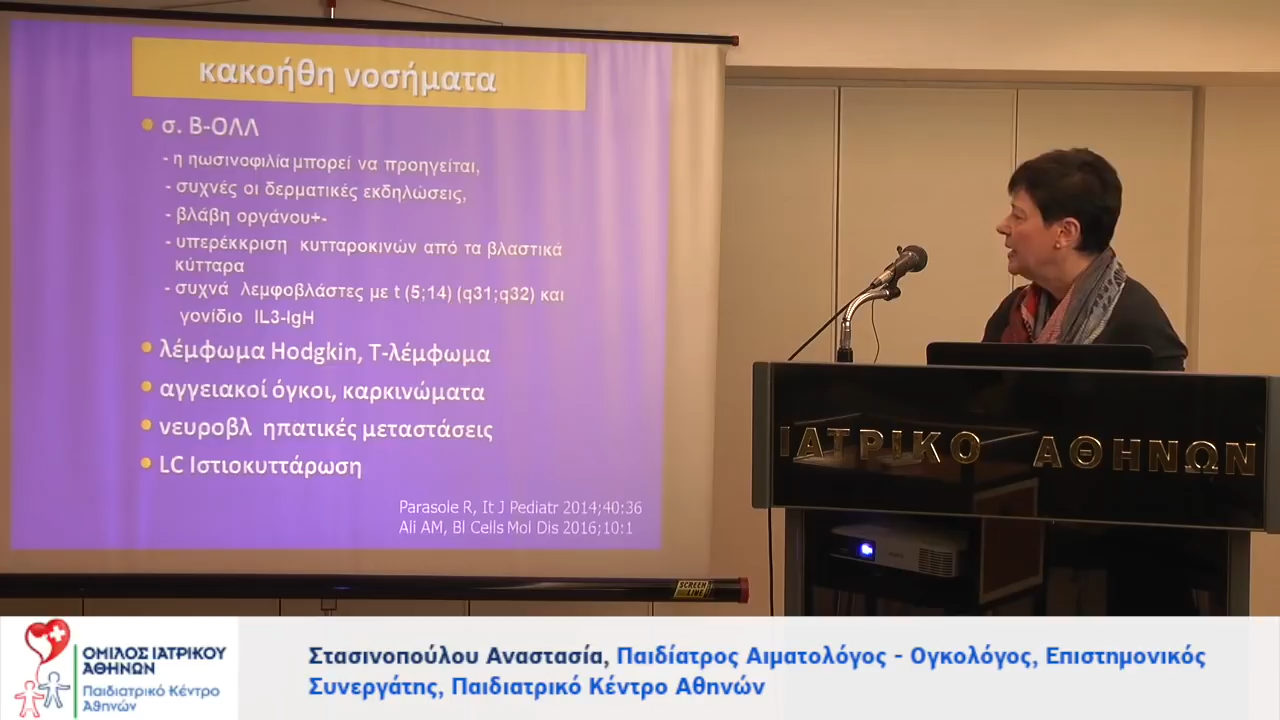 κακοήθη νοσήματα
σ. Β-ΟΛΛ
- η ηωσινοφιλία μπορεί να προηγείται,
- συχνές οι δερματικές εκδηλώσεις,
- βλάβη οργάνου+-
- υπερέκκριση κυτταροκινών από τα βλαστικά
κύτταρα
- συχνά λεμφοβλάστες με t (5;14) (q31;q32) και
γονίδιο IL3-IgH
λέμφωμα Hodgkin, Τ-λέμφωμα
αγγειακοί όγκοι, καρκινώματα
νευροβλ ηπατικές μεταστάσεις
LC Ιστιοκυττάρωση
Parasole R, It J Pediatr 2014;40:36
Ali AM, Bl Cells Mol Dis 2016;10:1
SCREEN
LINE
ΙΑΤΡΙΚΟ ΑΘΗΝΩΝ
ΟΜΙΛΟΣ ΙΑΤΡΙΚΟΥ
ΑΘΗΝΩΝ
Παιδιατρικό Κέντρο
Αθηνών
Στασινοπούλου Αναστασία, Παιδίατρος Αιματολόγος - Ογκολόγος, Επιστημονικός
Συνεργάτης, Παιδιατρικό Κέντρο Αθηνών